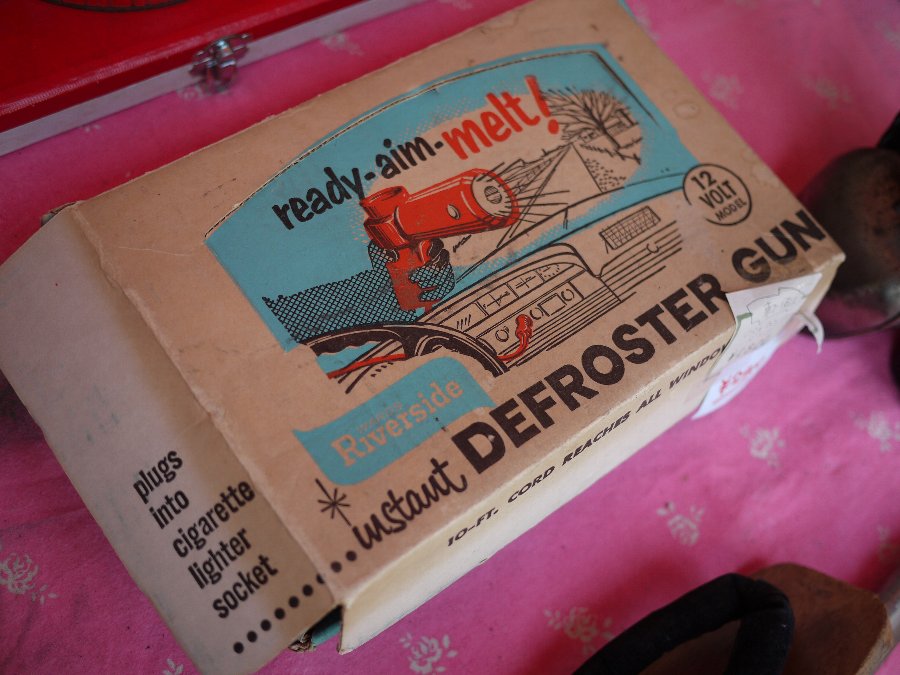 ready-aim-melt!
12
VOLT
MODEL
Riverside
instant DEFROSTER GUN
10-FT. CORD REACHES ALL WINDOW
plugs
into
cigarette
lighter
socket